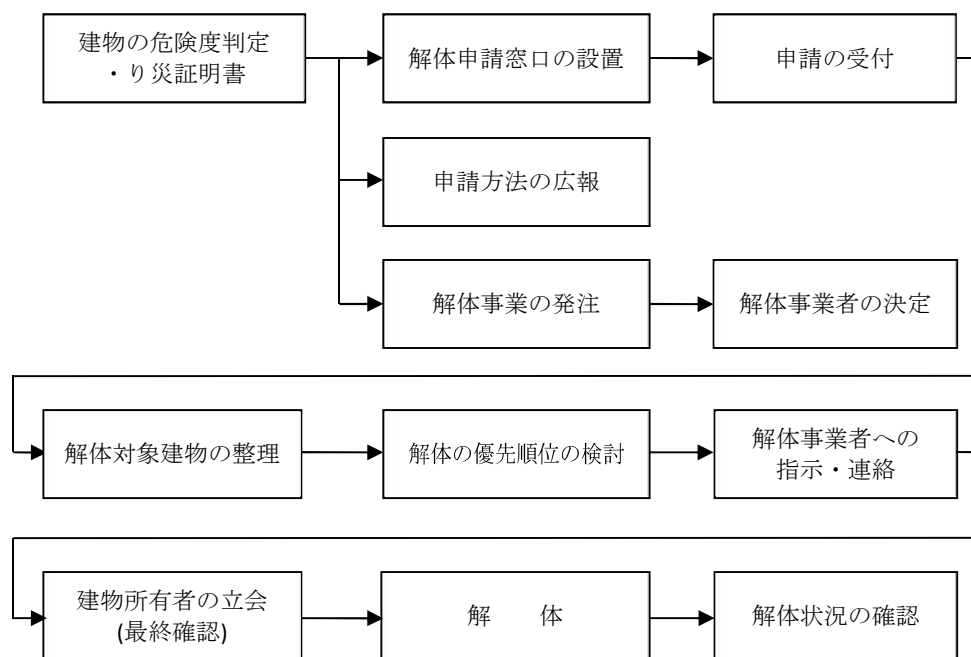 建物の危険度判定
・り災証明書
解体申請窓口の設置
申請の受付
申請方法の広報
解体事業の発注
解体事業者の決定
解体対象建物の整理
解体の優先順位の検討
解体事業者への
指示・連絡
建物所有者の立会
(最終確認)
解　　体
解体状況の確認